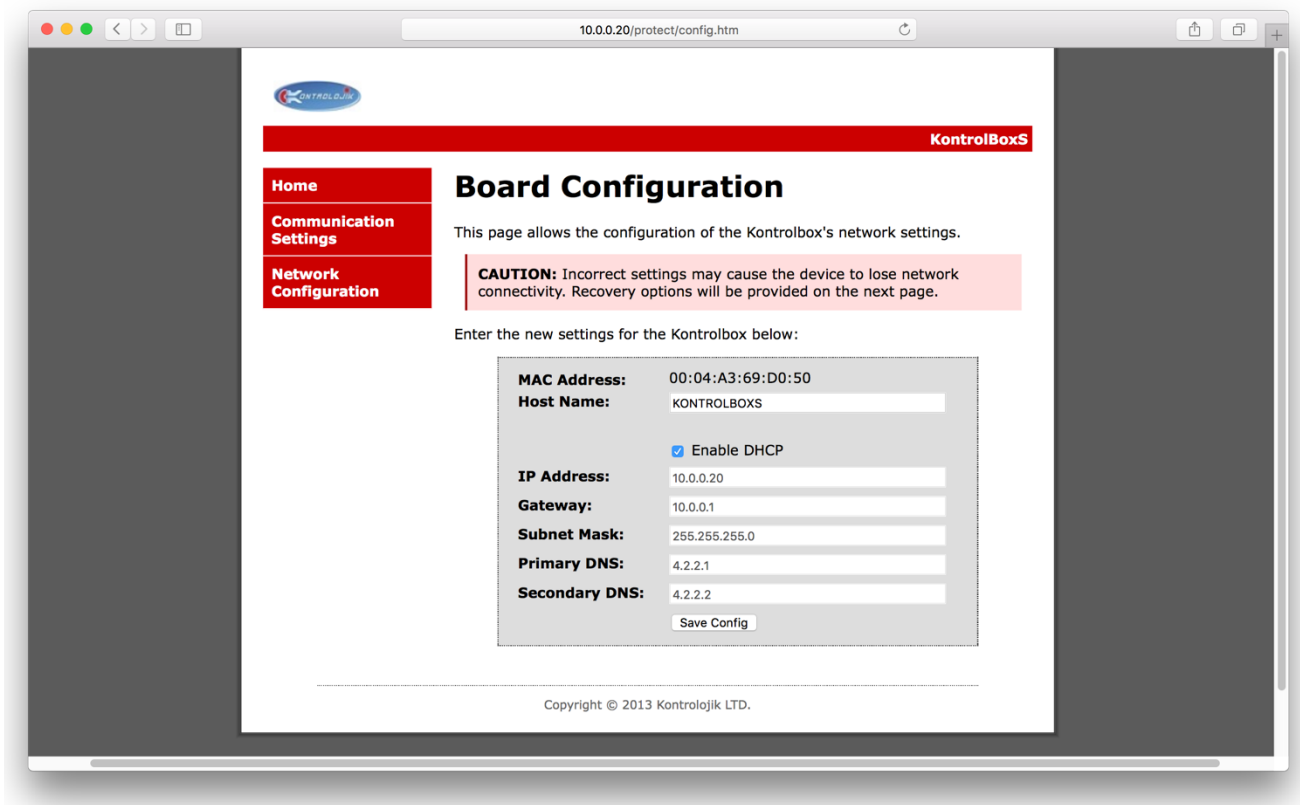 10.0.0.20/protect/config.htm
KONTROLOJIK
KontrolBoxS
Home
Communication
Settings
Network
Configuration
Board Configuration
This page allows the configuration of the Kontrolbox's network settings.
CAUTION: Incorrect settings may cause the device to lose network
connectivity. Recovery options will be provided on the next page.
Enter the new settings for the Kontrolbox below:
MAC Address: 00:04:A3:69:D0:50
Host Name: KONTROLBOXS
Enable DHCP
IP Address: 10.0.0.20
Gateway: 10.0.0.1
Subnet Mask: 255.255.255.0
Primary DNS: 4.2.2.1
Secondary DNS: 4.2.2.2
Save Config
Copyright © 2013 Kontrolojik LTD.